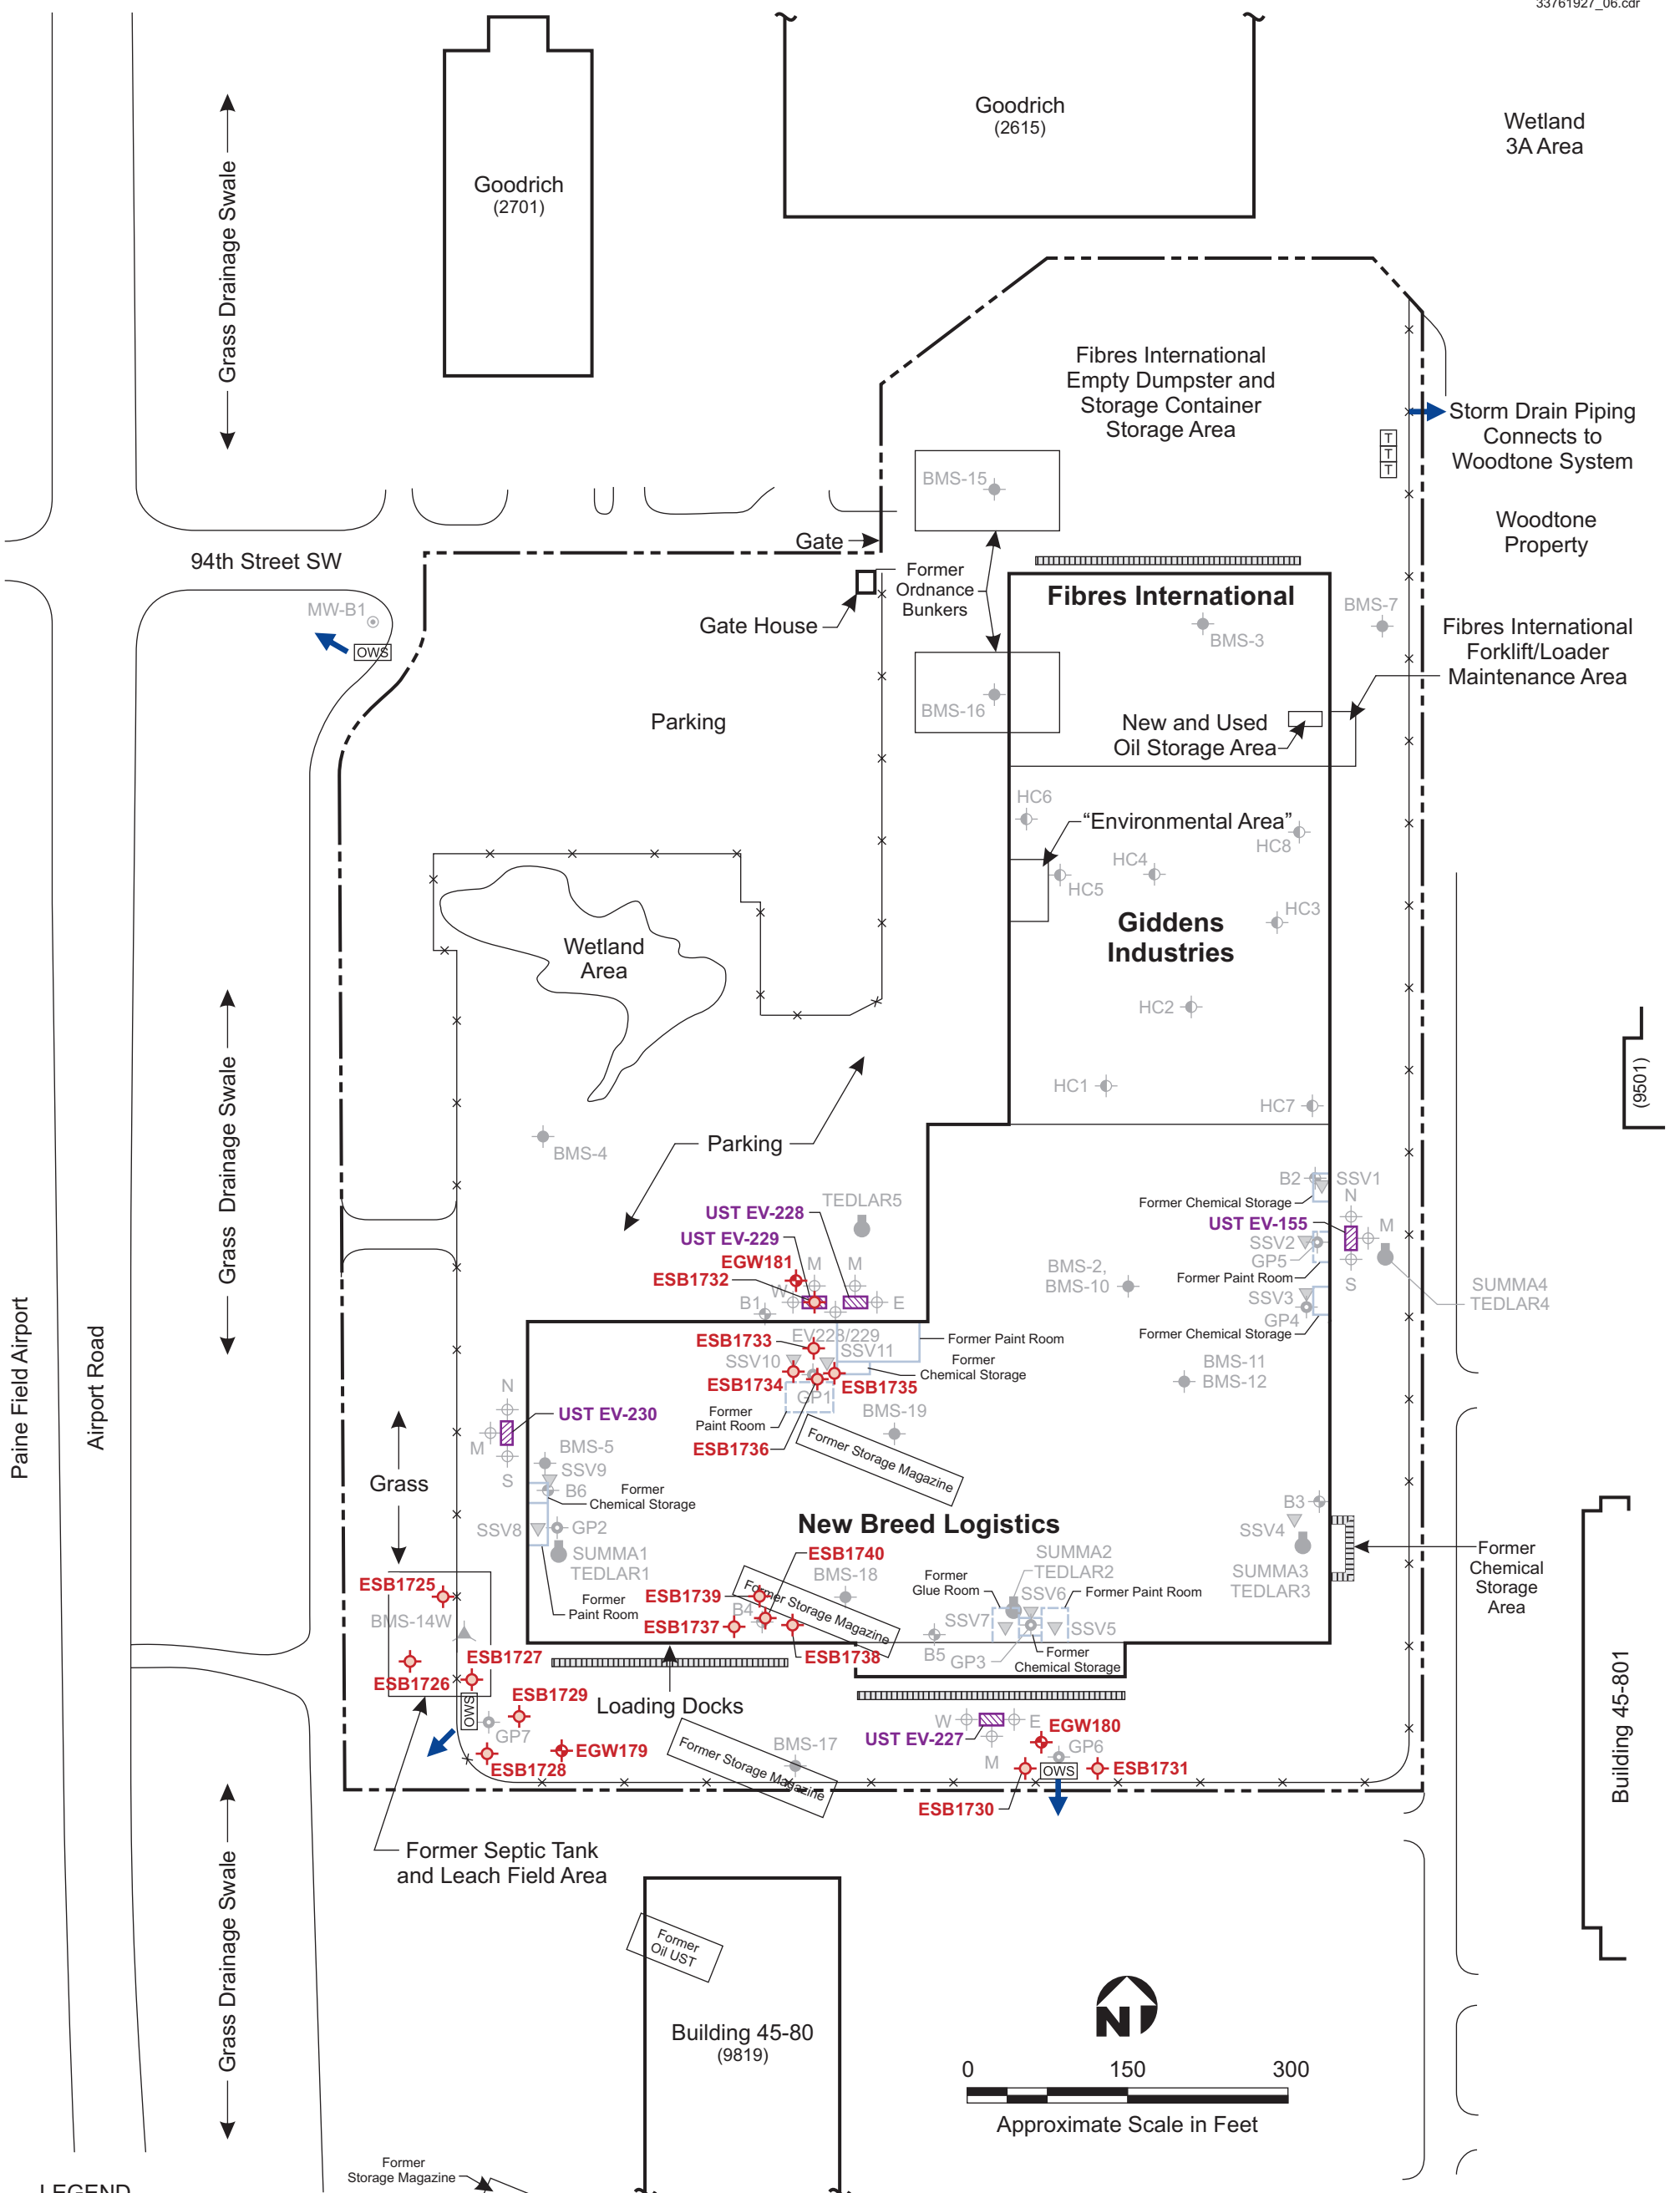 33761927_06.cdr
Goodrich
(2701)
Goodrich
(2615)
Wetland
3A Area
Grass Drainage Swale
Fibres International
Empty Dumpster and
Storage Container
Storage Area
Storm Drain Piping
Connects to
Woodtone System
T
T
T
BMS-15
Woodtone
Property
Gate
94th Street SW
Former
Ordnance
Bunkers
Fibres International
MW-B1
OWS
Gate House
BMS-3
BMS-7
Fibres International
Forklift/Loader
Maintenance Area
BMS-16
Parking
New and Used
Oil Storage Area
HC6
"Environmental Area"
HC8
HC4
HC5
HC3
Giddens
Industries
Wetland
Area
HC2
Grass Drainage Swale
(9501)
HC1
HC7
BMS-4
Parking
B2
SSV1
Former Chemical Storage
N
UST EV-155
M
SSV2
GP5
Former Paint Room
S
SSV3
GP4
Former Chemical Storage
SUMMA4
TEDLAR4
TEDLAR5
UST EV-228
UST EV-229
EGW181
M
M
ESB1732
W
E
B1
BMS-2,
BMS-10
EV228/229
ESB1733
Former Paint Room
SSV11
SSV10
Former
Chemical Storage
ESB1734
ESB1735
GP1
BMS-11
BMS-12
Former
Paint Room
BMS-19
ESB1736
Former Storage Magazine
Paine Field Airport
Airport Road
N
UST EV-230
M
S
BMS-5
SSV9
B6
Former
Chemical Storage
Grass
SSV8
GP2
SUMMA1
TEDLAR1
Former
Paint Room
New Breed Logistics
B3
SSV4
SUMMA3
TEDLAR3
Former
Chemical
Storage
Area
ESB1740
BMS-18
ESB1739
Former Storage Magazine
B4
ESB1737
ESB1738
SUMMA2
TEDLAR2
Former
Glue Room
SSV6
Former Paint Room
SSV7
SSV5
B5
GP3
Former
Chemical Storage
ESB1725
BMS-14W
ESB1726
ESB1727
OWS
ESB1729
GP7
EGW179
ESB1728
Loading Docks
Former Storage Magazine
BMS-17
W
E
UST EV-227
M
EGW180
GP6
OWS
ESB1731
ESB1730
Building 45-801
Former Septic Tank
and Leach Field Area
Grass Drainage Swale
Former
Oil UST
Building 45-80
(9819)
N
0 150 300
Approximate Scale in Feet
Former
Storage Magazine
LEGEND